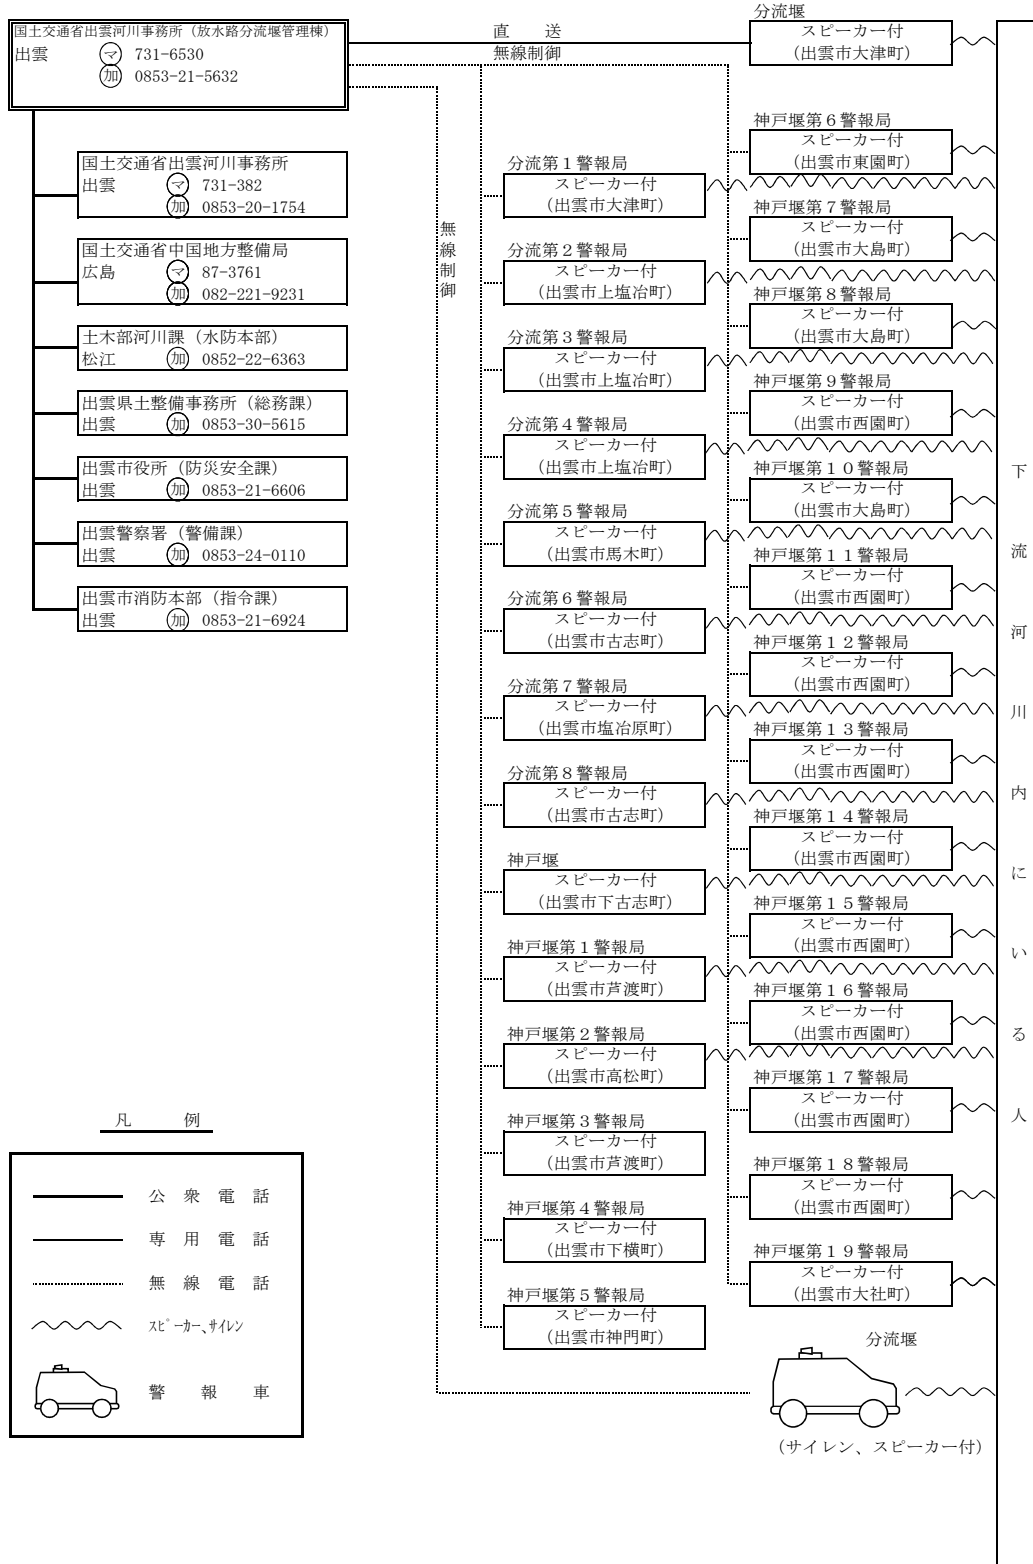 国土交通省出雲河川事務所（放水路分流堰管理棟）
出雲 マ 731-6530
加 0853-21-5632
国土交通省出雲河川事務所
出雲 マ 731-382
加 0853-20-1754
国土交通省中国地方整備局
広島 マ 87-3761
加 082-221-9231
土木部河川課（水防本部）
松江 加 0852-22-6363
出雲県土整備事務所（総務課）
出雲 加 0853-30-5615
出雲市役所（防災安全課）
出雲 加 0853-21-6606
出雲警察署（警備課）
出雲 加 0853-24-0110
出雲市消防本部（指令課）
出雲 加 0853-21-6924
直 送
無線制御
無線制御
分流第１警報局
スピーカー付
（出雲市大津町）
分流第２警報局
スピーカー付
（出雲市上塩冶町）
分流第３警報局
スピーカー付
（出雲市上塩冶町）
分流第４警報局
スピーカー付
（出雲市上塩冶町）
分流第５警報局
スピーカー付
（出雲市馬木町）
分流第６警報局
スピーカー付
（出雲市古志町）
分流第７警報局
スピーカー付
（出雲市塩冶原町）
分流第８警報局
スピーカー付
（出雲市古志町）
神戸堰
スピーカー付
（出雲市下古志町）
神戸堰第１警報局
スピーカー付
（出雲市芦渡町）
神戸堰第２警報局
スピーカー付
（出雲市高松町）
神戸堰第３警報局
スピーカー付
（出雲市芦渡町）
神戸堰第４警報局
スピーカー付
（出雲市下横町）
神戸堰第５警報局
スピーカー付
（出雲市神門町）
分流堰
スピーカー付
（出雲市大津町）
神戸堰第６警報局
スピーカー付
（出雲市東園町）
神戸堰第７警報局
スピーカー付
（出雲市大島町）
神戸堰第８警報局
スピーカー付
（出雲市大島町）
神戸堰第９警報局
スピーカー付
（出雲市西園町）
神戸堰第１０警報局
スピーカー付
（出雲市大島町）
神戸堰第１１警報局
スピーカー付
（出雲市西園町）
神戸堰第１２警報局
スピーカー付
（出雲市西園町）
神戸堰第１３警報局
スピーカー付
（出雲市西園町）
神戸堰第１４警報局
スピーカー付
（出雲市西園町）
神戸堰第１５警報局
スピーカー付
（出雲市西園町）
神戸堰第１６警報局
スピーカー付
（出雲市西園町）
神戸堰第１７警報局
スピーカー付
（出雲市西園町）
神戸堰第１８警報局
スピーカー付
（出雲市西園町）
神戸堰第１９警報局
スピーカー付
（出雲市大社町）
分流堰
（サイレン、スピーカー付）
下流河川内にいる人
凡 例
公 衆 電 話
専 用 電 話
無 線 電 話
ｽﾋﾟｰｶｰ､ｻｲﾚﾝ
警 報 車